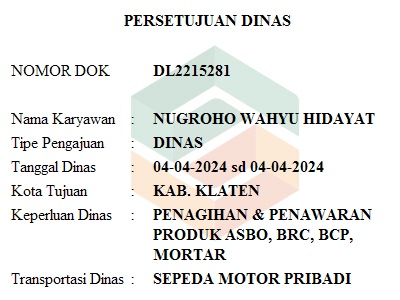 PERSETUJUAN DINAS
NOMOR DOK DL2215281
Nama Karyawan : NUGROHO WAHYU HIDAYAT
Tipe Pengajuan : DINAS
Tanggal Dinas : 04-04-2024 sd 04-04-2024
Kota Tujuan : KAB. KLATEN
Keperluan Dinas : PENAGIHAN & PENAWARAN
PRODUK ASBO, BRC, BCP,
MORTAR
Transportasi Dinas : SEPEDA MOTOR PRIBADI